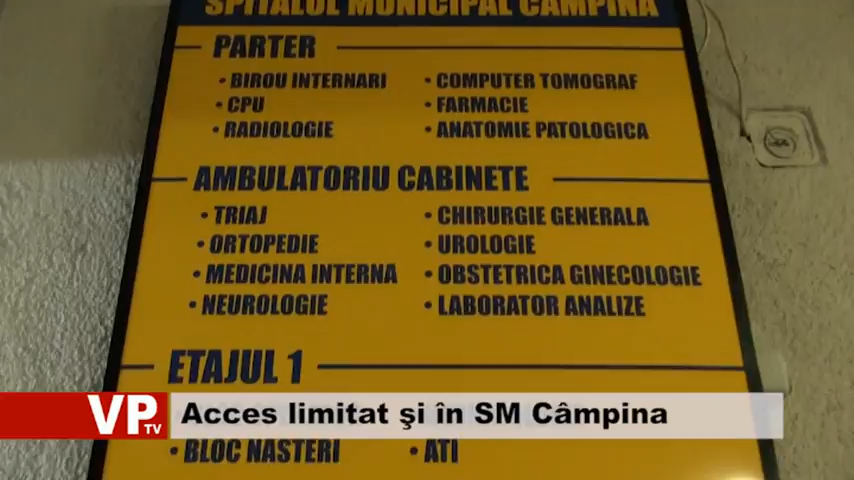 SPITALUL MUNICIPAL CAMPINA
PARTER
• BIROU INTERNARI
• CPU
• RADIOLOGIE
• COMPUTER TOMOGRAF
• FARMACIE
• ANATOMIE PATOLOGICA
AMBULATORIU CABINETE
• TRIAJ
• ORTOPEDIE
• MEDICINA INTERNA
• NEUROLOGIE
• CHIRURGIE GENERALA
• UROLOGIE
• OBSTETRICA GINECOLOGIE
• LABORATOR ANALIZE
ETAJUL 1
• BLOC NASTERI
• ATI
VP TV
Acces limitat şi în SM Câmpina